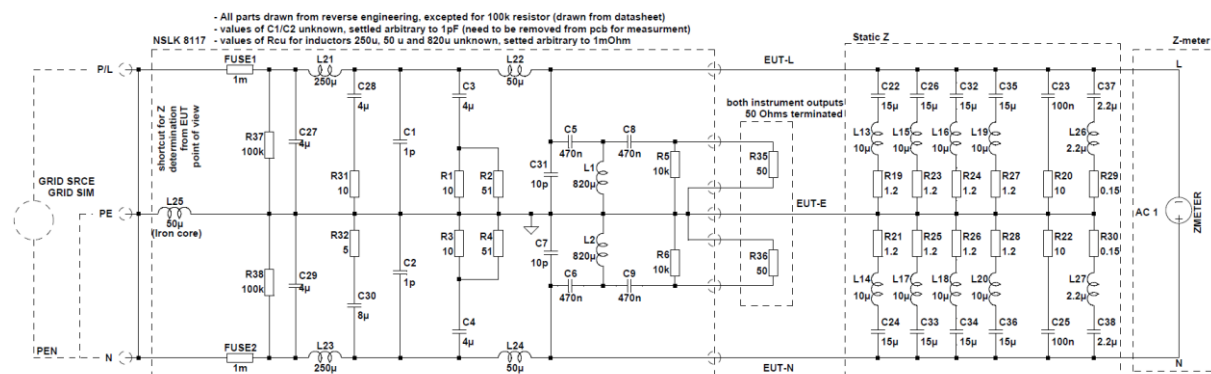 - All parts drawn from reverse engineering, excepted for 100k resistor (drawn from datasheet)
- values of C1/C2 unknown, settled arbitrary to 1pF (need to be removed from pcb for measurment)
- values of Rcu for inductors 250u, 50 u and 820u unknown, setted arbitrary to 1mOhm
NSLK 8117
Static Z
Z-meter
P/L
FUSE1
1m
L21
250µ
L22
50µ
EUT-L
L
C28
4µ
C3
4µ
C22
15µ
C26
15µ
C32
15µ
C35
15µ
C23
100n
C37
2.2µ
shortcut for Z
determination
from EUT
point of view
both instrument outputs
50 Ohms terminated
R37
100k
C27
4µ
C1
1p
C5
470n
C8
470n
L13
10µ
L15
10µ
L16
10µ
L19
10µ
L26
2.2µ
R31
10
R1
10
R2
51
C31
10p
L1
820µ
R5
10k
R35
50
R19
1.2
R23
1.2
R24
1.2
R27
1.2
R20
10
R29
0.15
GRID SRCE
GRID SIM
PE
L25
50µ
(Iron core)
EUT-E
AC 1
ZMETER
R32
5
R3
10
R4
51
C7
10p
L2
820µ
R6
10k
R36
50
R21
1.2
R25
1.2
R26
1.2
R28
1.2
R22
10
R30
0.15
R38
100k
C29
4µ
C2
1p
C6
470n
C9
470n
L14
10µ
L17
10µ
L18
10µ
L20
10µ
L27
2.2µ
C30
8µ
C4
4µ
C24
15µ
C33
15µ
C34
15µ
C36
15µ
C25
100n
C38
2.2µ
PEN
N
FUSE2
1m
L23
250µ
L24
50µ
EUT-N
N